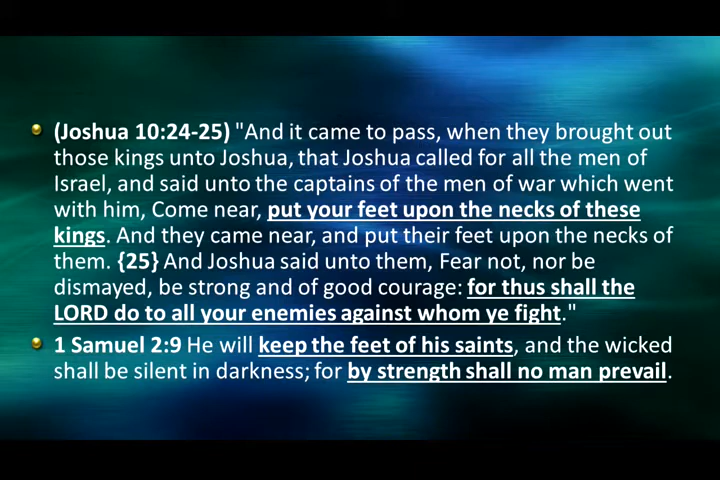 (Joshua 10:24-25) "And it came to pass, when they brought out
those kings unto Joshua, that Joshua called for all the men of
Israel, and said unto the captains of the men of war which went
with him, Come near, put your feet upon the necks of these
kings. And they came near, and put their feet upon the necks of
them. {25} And Joshua said unto them, Fear not, nor be
dismayed, be strong and of good courage: for thus shall the
LORD do to all your enemies against whom ye fight."
1 Samuel 2:9 He will keep the feet of his saints, and the wicked
shall be silent in darkness; for by strength shall no man prevail.